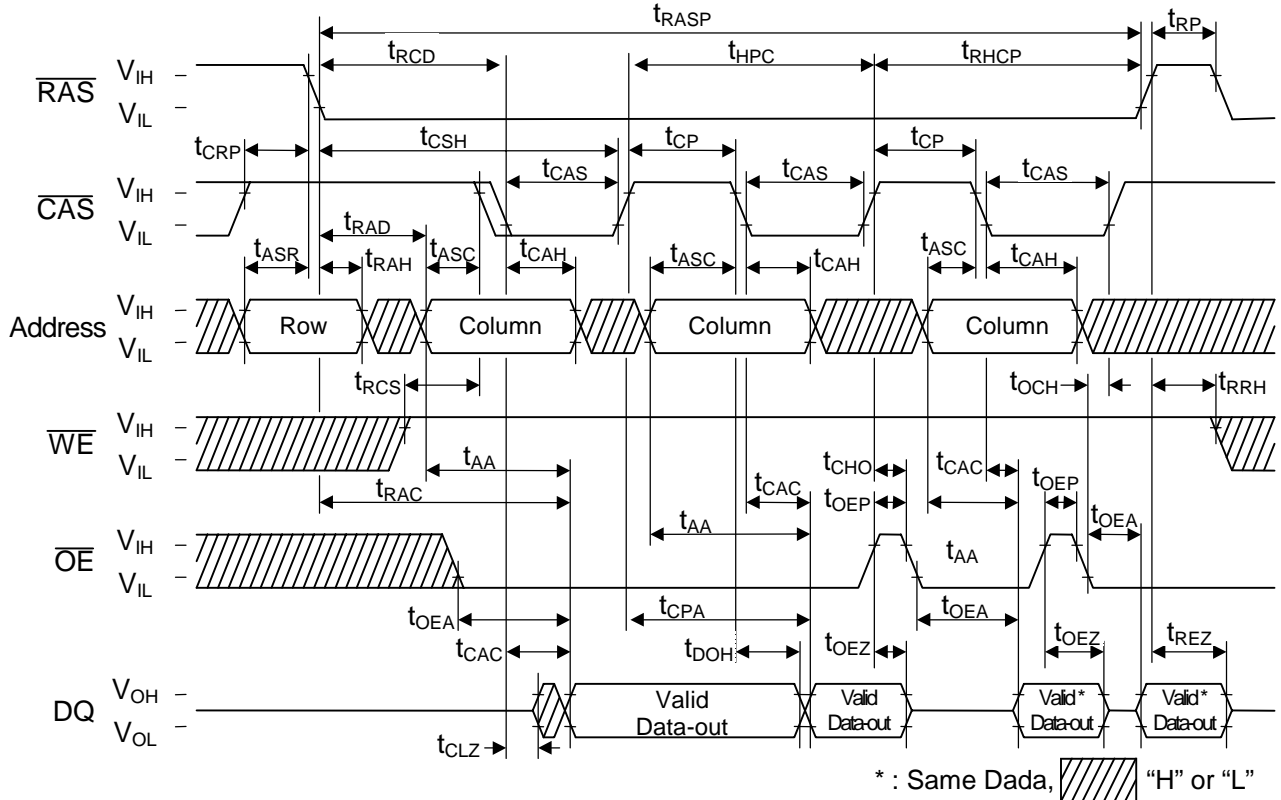 tRASP
tRP
tRCD
tHPC
tRHCP
RAS
VIH
VIL
tCRP
tCSH
tCP
tCP
tCAS
tCAS
tCAS
CAS
VIH
VIL
tRAD
tASR
tRAH
tASC
tCAH
tASC
tCAH
tASC
tCAH
Address
VIH
VIL
Row
Column
Column
Column
tRCS
tOCH
tRRH
WE
VIH
VIL
tAA
tRAC
tCHO
tCAC
tCAC
tOEP
tOEP
tAA
tOEA
OE
VIH
VIL
tAA
tOEA
tCPA
tOEA
tCAC
tDOH
tOEZ
tOEZ
tREZ
DQ
VOH
VOL
Valid
Data-out
Valid
Data-out
Valid*
Data-out
Valid*
Data-out
tCLZ
* : Same Dada, "H" or "L"